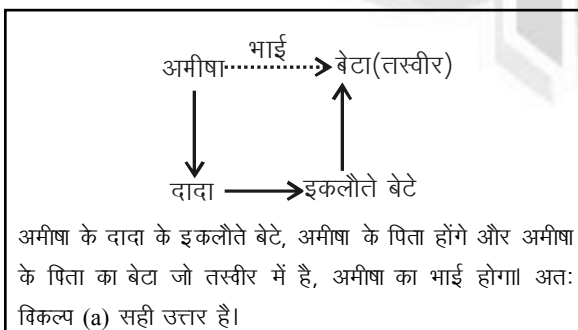 भाई
अमीषा बेटा(तस्वीर)
दादा इकलौते बेटे
अमीषा के दादा के इकलौते बेटे, अमीषा के पिता होंगे और अमीषा
के पिता का बेटा जो तस्वीर में है, अमीषा का भाई होगा। अतः
विकल्प (a) सही उत्तर है।